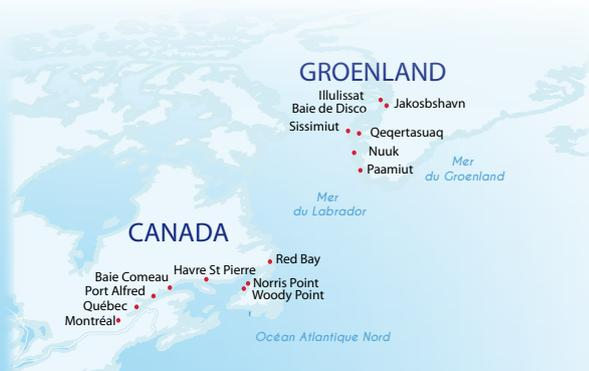 GROENLAND
Illulissat
Baie de Disco
Jakosbshavn
Sissimiut
Qeqertasuaq
Nuuk
Paamiut
Mer
du Groenland
Mer
du Labrador
CANADA
Red Bay
Havre St Pierre
Baie Comeau
Norris Point
Port Alfred
Woody Point
Québec
Montréal
Océan Atlantique Nord